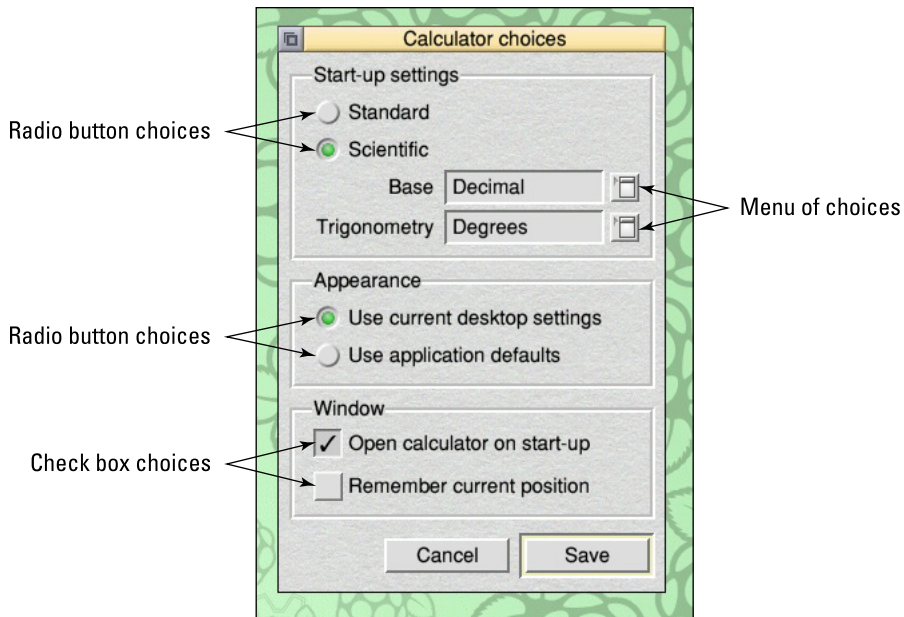 Calculator choices
Start-up settings
Radio button choices
Standard
Scientific
Base Decimal
Menu of choices
Trigonometry Degrees
Appearance
Radio button choices
Use current desktop settings
Use application defaults
Window
Check box choices
Open calculator on start-up
Remember current position
Cancel Save